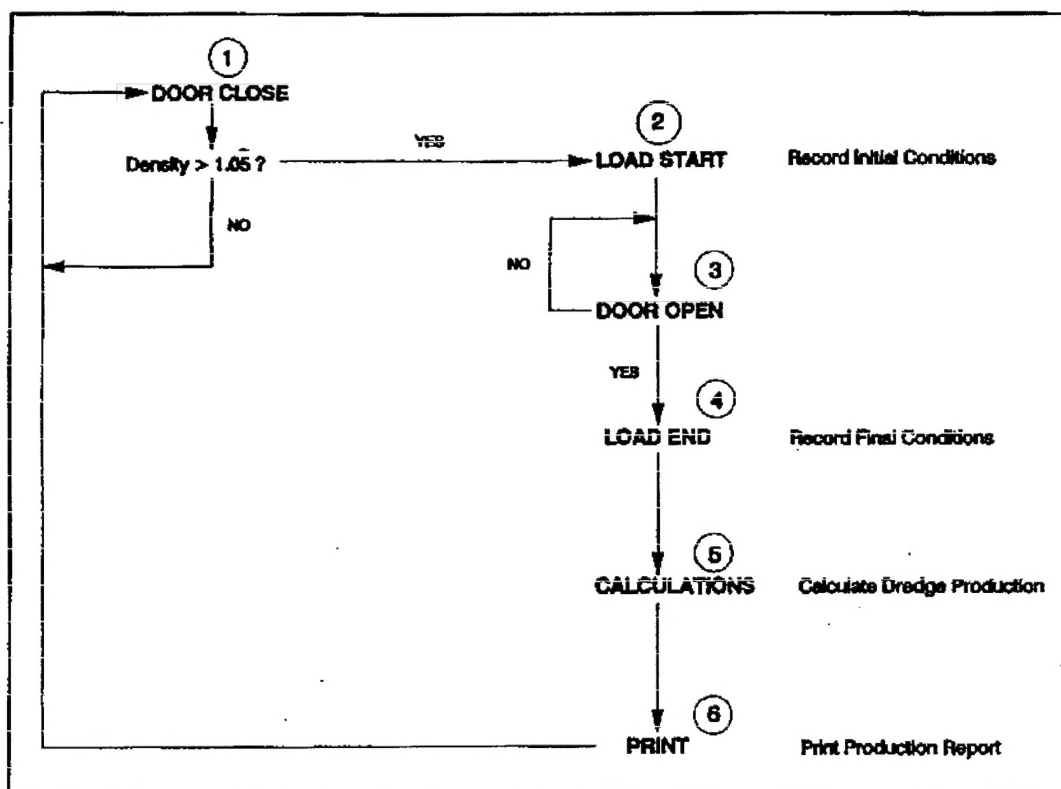 1
DOOR CLOSE
Density > 1.05 ?
YES
NO
2
LOAD START
Record Initial Conditions
NO
3
DOOR OPEN
YES
4
LOAD END
Record Final Conditions
5
CALCULATIONS
Calculate Dredge Production
6
PRINT
Print Production Report